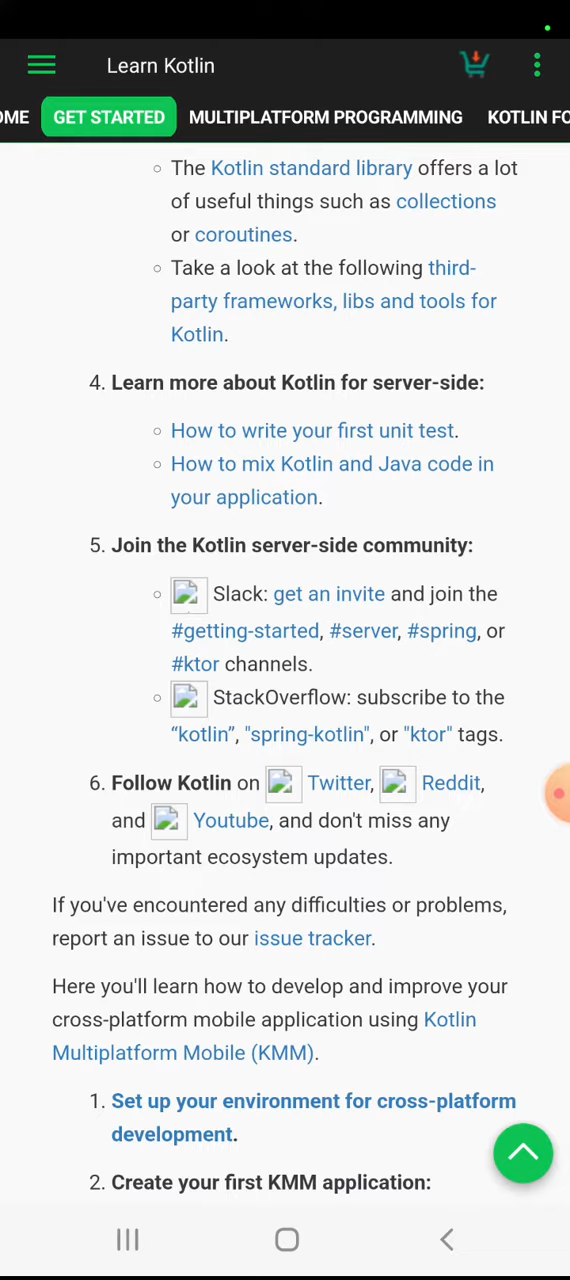 Learn Kotlin
OME GET STARTED MULTIPLATFORM PROGRAMMING KOTLIN FO
The Kotlin standard library offers a lot
of useful things such as collections
or coroutines.
Take a look at the following third-
party frameworks, libs and tools for
Kotlin.
4. Learn more about Kotlin for server-side:
How to write your first unit test.
How to mix Kotlin and Java code in
your application.
5. Join the Kotlin server-side community:
Slack: get an invite and join the
#getting-started, #server, #spring, or
#ktor channels.
StackOverflow: subscribe to the
“kotlin”, "spring-kotlin", or "ktor" tags.
6. Follow Kotlin on Twitter, Reddit,
and Youtube, and don't miss any
important ecosystem updates.
If you've encountered any difficulties or problems,
report an issue to our issue tracker.
Here you'll learn how to develop and improve your
cross-platform mobile application using Kotlin
Multiplatform Mobile (KMM).
1. Set up your environment for cross-platform
development.
2. Create your first KMM application: